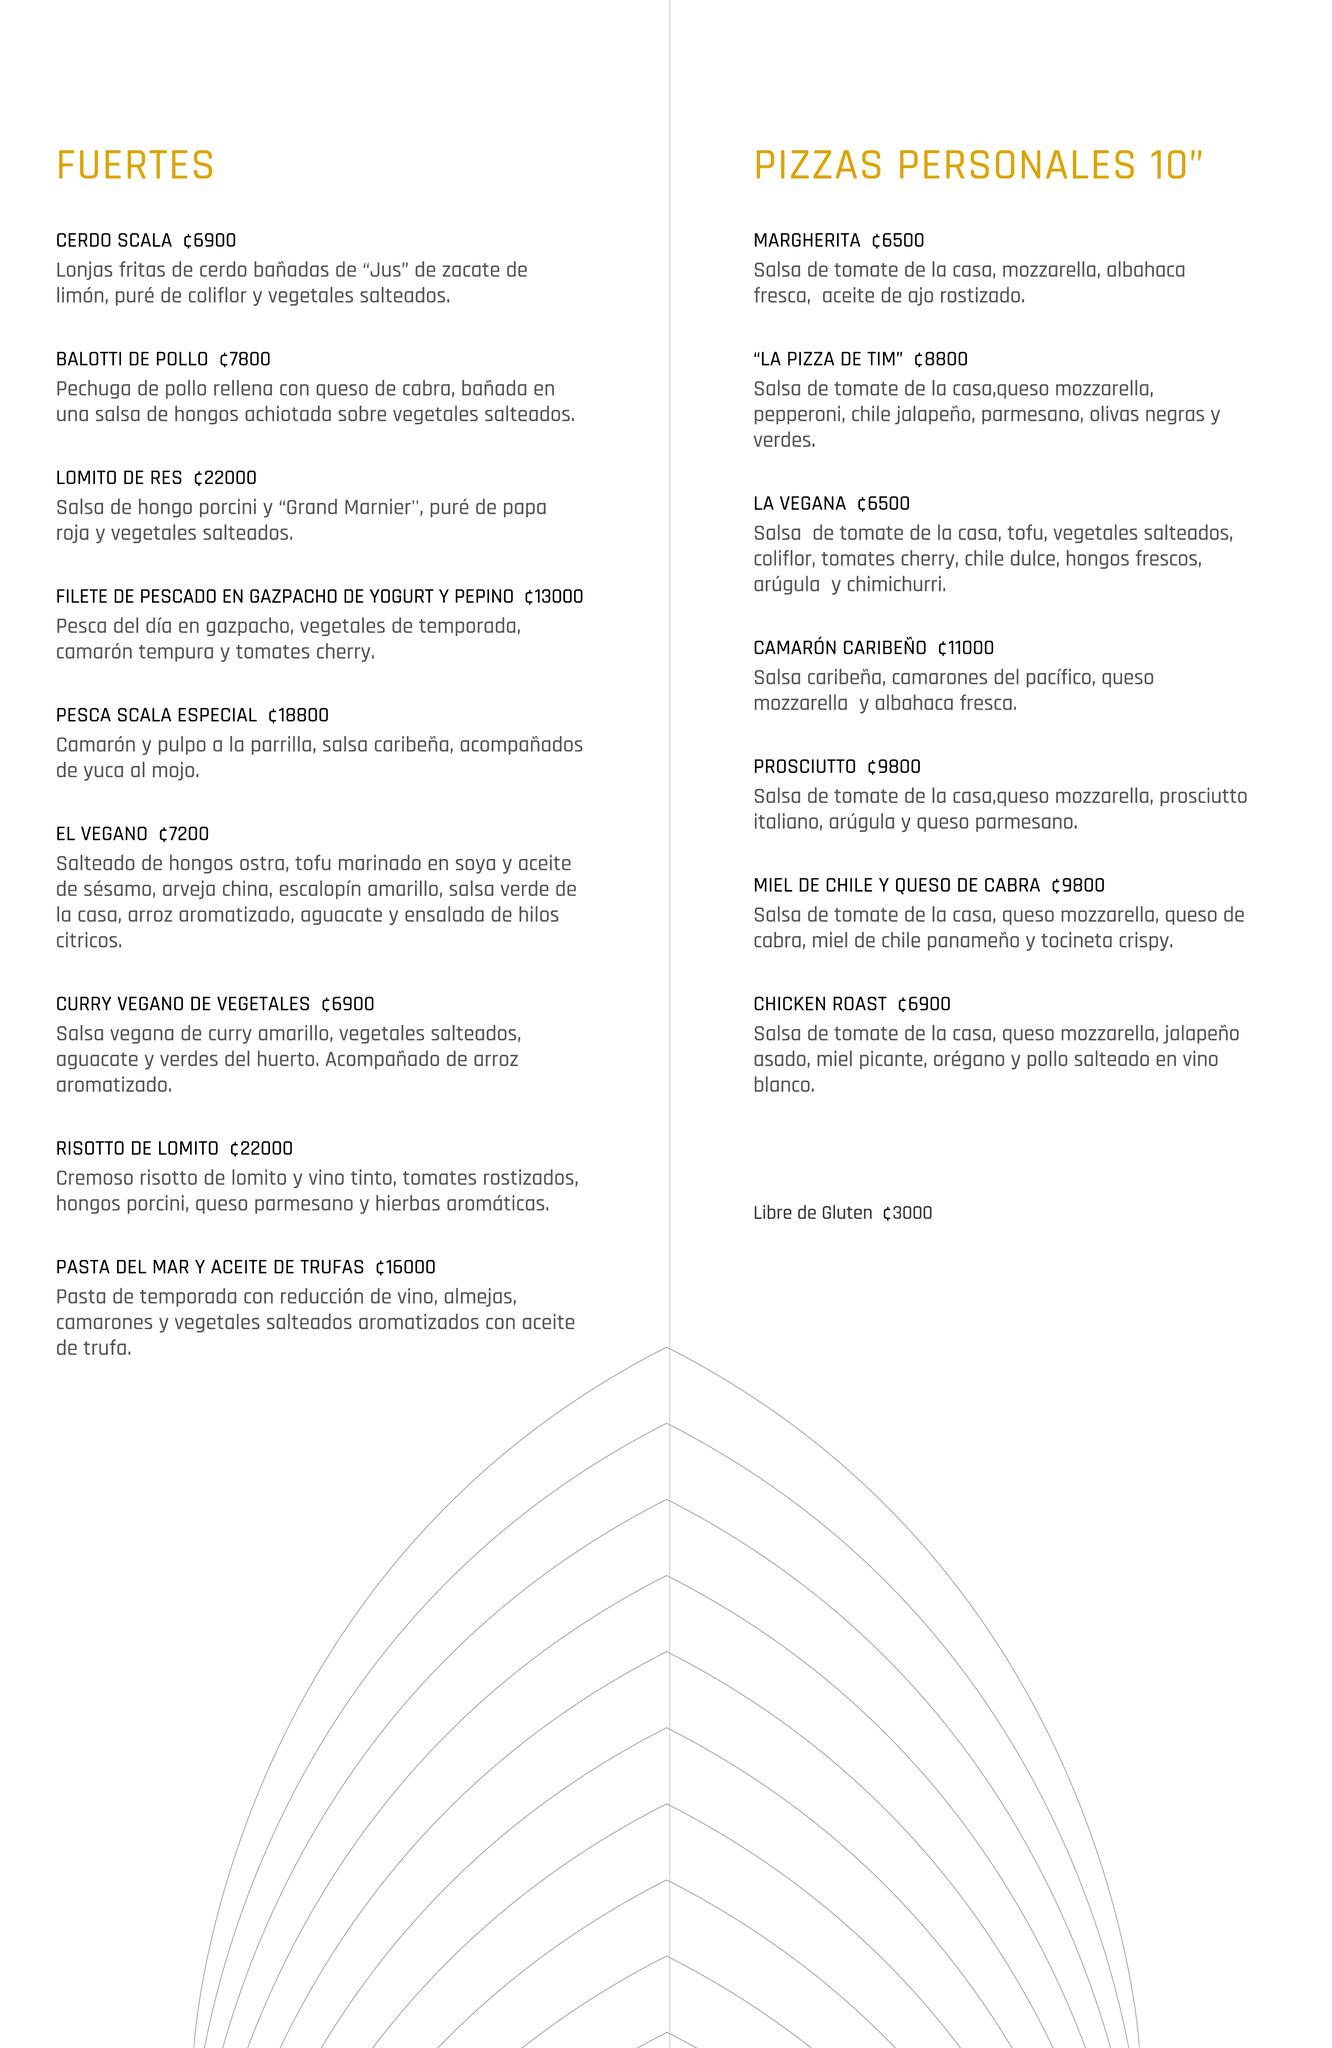 FUERTES
CERDO SCALA ₡6900
Lonjas fritas de cerdo bañadas de “Jus” de zacate de
limón, puré de coliflor y vegetales salteados.
BALOTTI DE POLLO ₡7800
Pechuga de pollo rellena con queso de cabra, bañada en
una salsa de hongos achiotada sobre vegetales salteados.
LOMITO DE RES ₡22000
Salsa de hongo porcini y “Grand Marnier", puré de papa
roja y vegetales salteados.
FILETE DE PESCADO EN GAZPACHO DE YOGURT Y PEPINO ₡13000
Pesca del día en gazpacho, vegetales de temporada,
camarón tempura y tomates cherry.
PESCA SCALA ESPECIAL ₡18800
Camarón y pulpo a la parrilla, salsa caribeña, acompañados
de yuca al mojo.
EL VEGANO ₡7200
Salteado de hongos ostra, tofu marinado en soya y aceite
de sésamo, arveja china, escalopín amarillo, salsa verde de
la casa, arroz aromatizado, aguacate y ensalada de hilos
citricos.
CURRY VEGANO DE VEGETALES ₡6900
Salsa vegana de curry amarillo, vegetales salteados,
aguacate y verdes del huerto. Acompañado de arroz
aromatizado.
RISOTTO DE LOMITO ₡22000
Cremoso risotto de lomito y vino tinto, tomates rostizados,
hongos porcini, queso parmesano y hierbas aromáticas.
PASTA DEL MAR Y ACEITE DE TRUFAS ₡16000
Pasta de temporada con reducción de vino, almejas,
camarones y vegetales salteados aromatizados con aceite
de trufa.
PIZZAS PERSONALES 10”
MARGHERITA ₡6500
Salsa de tomate de la casa, mozzarella, albahaca
fresca, aceite de ajo rostizado.
“LA PIZZA DE TIM” ₡8800
Salsa de tomate de la casa,queso mozzarella,
pepperoni, chile jalapeño, parmesano, olivas negras y
verdes.
LA VEGANA ₡6500
Salsa de tomate de la casa, tofu, vegetales salteados,
coliflor, tomates cherry, chile dulce, hongos frescos,
arúgula y chimichurri.
CAMARÓN CARIBEÑO ₡11000
Salsa caribeña, camarones del pacífico, queso
mozzarella y albahaca fresca.
PROSCIUTTO ₡9800
Salsa de tomate de la casa,queso mozzarella, prosciutto
italiano, arúgula y queso parmesano.
MIEL DE CHILE Y QUESO DE CABRA ₡9800
Salsa de tomate de la casa, queso mozzarella, queso de
cabra, miel de chile panameño y tocineta crispy.
CHICKEN ROAST ₡6900
Salsa de tomate de la casa, queso mozzarella, jalapeño
asado, miel picante, orégano y pollo salteado en vino
blanco.
Libre de Gluten ₡3000